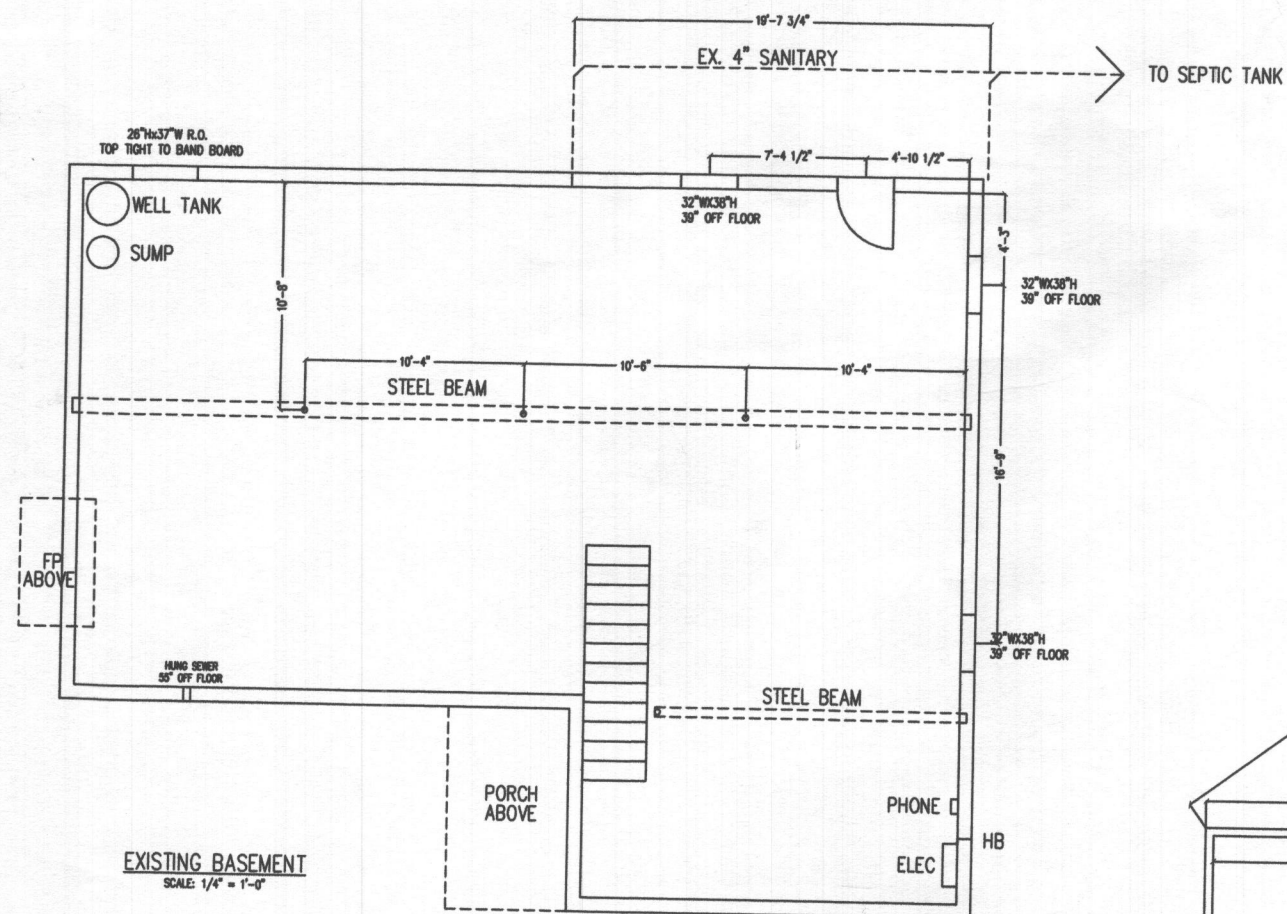 19'-7 3/4"
EX. 4" SANITARY
TO SEPTIC TANK
26"Hx37"W R.O.
TOP TIGHT TO BAND BOARD
7'-4 1/2"
4'-10 1/2"
WELL TANK
32"WX38"H
39" OFF FLOOR
SUMP
4'-3"
10'-8"
32"WX38"H
39" OFF FLOOR
10'-4"
10'-6"
10'-4"
STEEL BEAM
16'-9"
FP
ABOVE
32"WX38"H
39" OFF FLOOR
HUNG SEWER
55" OFF FLOOR
STEEL BEAM
PORCH
ABOVE
PHONE
HB
ELEC
EXISTING BASEMENT
SCALE: 1/4" = 1'-0"